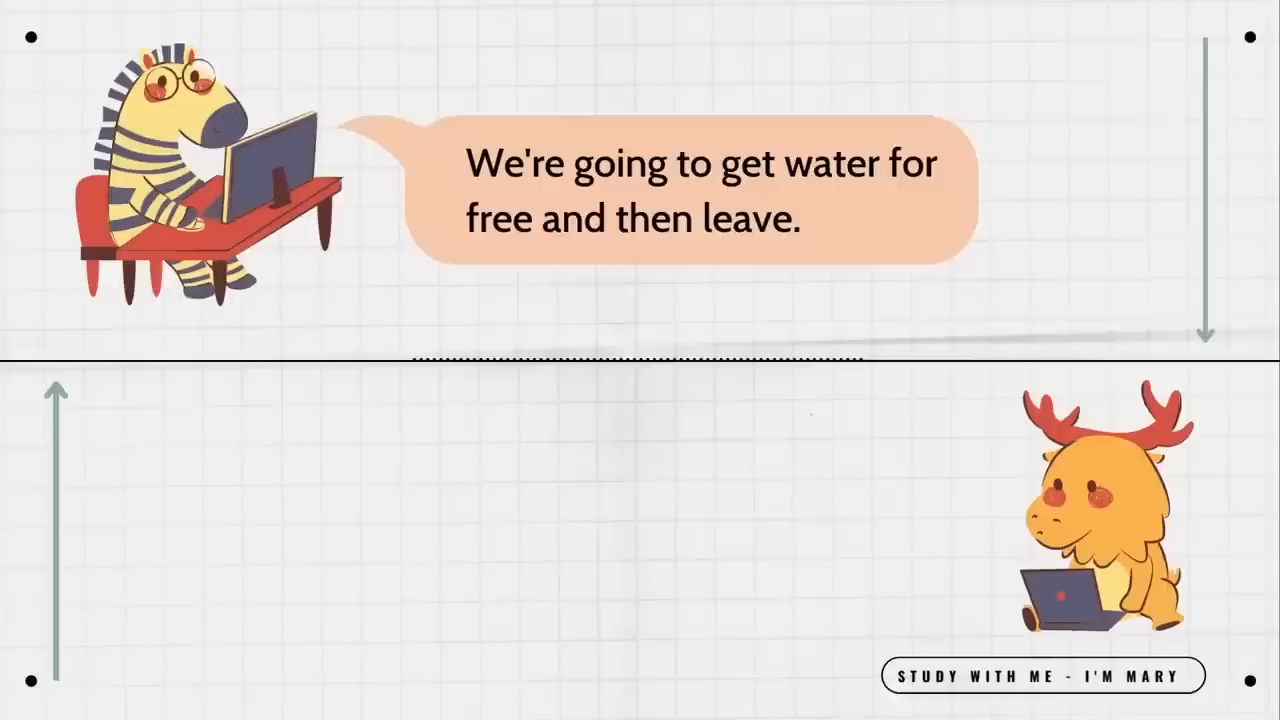 We're going to get water for
free and then leave.
STUDY WITH ME - I'M MARY